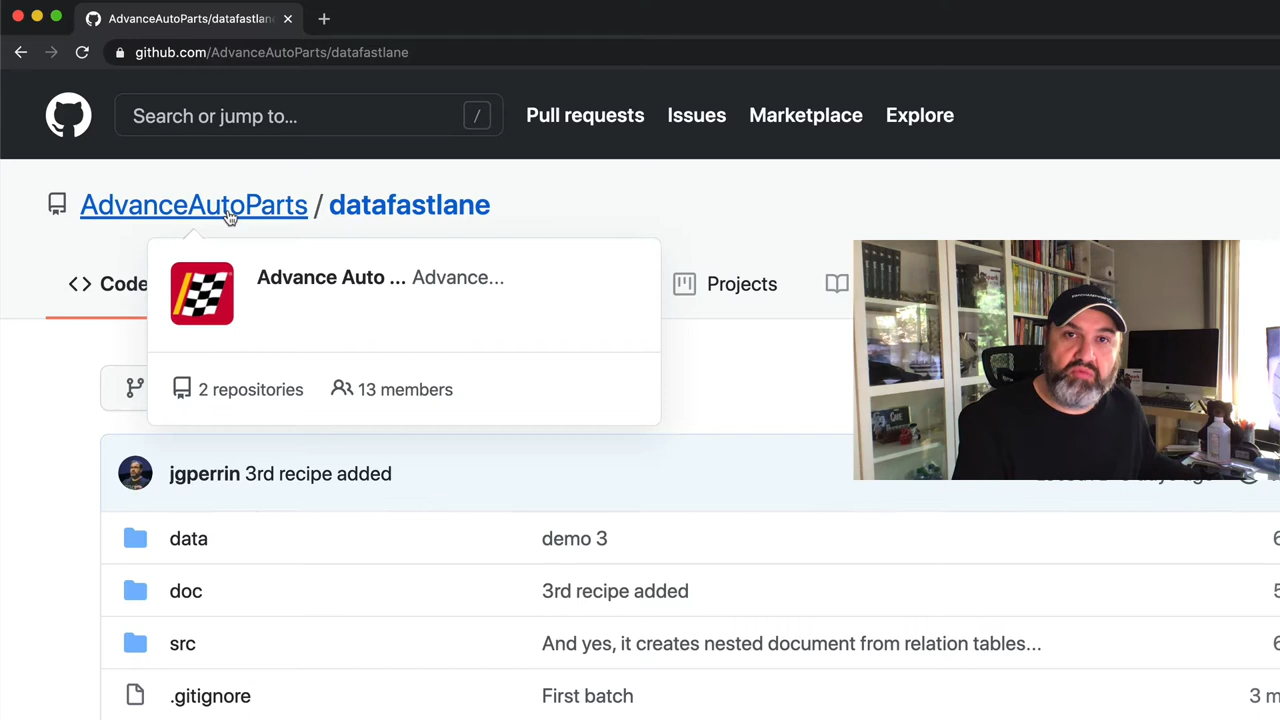 AdvanceAutoParts/datafastlane
github.com/AdvanceAutoParts/datafastlane
Search or jump to...
/
Pull requests
Issues
Marketplace
Explore
AdvanceAutoParts / datafastlane
Code
Projects
Advance Auto ... Advance...
2 repositories
13 members
jgperrin 3rd recipe added
data
demo 3
doc
3rd recipe added
src
And yes, it creates nested document from relation tables...
.gitignore
First batch
3 m